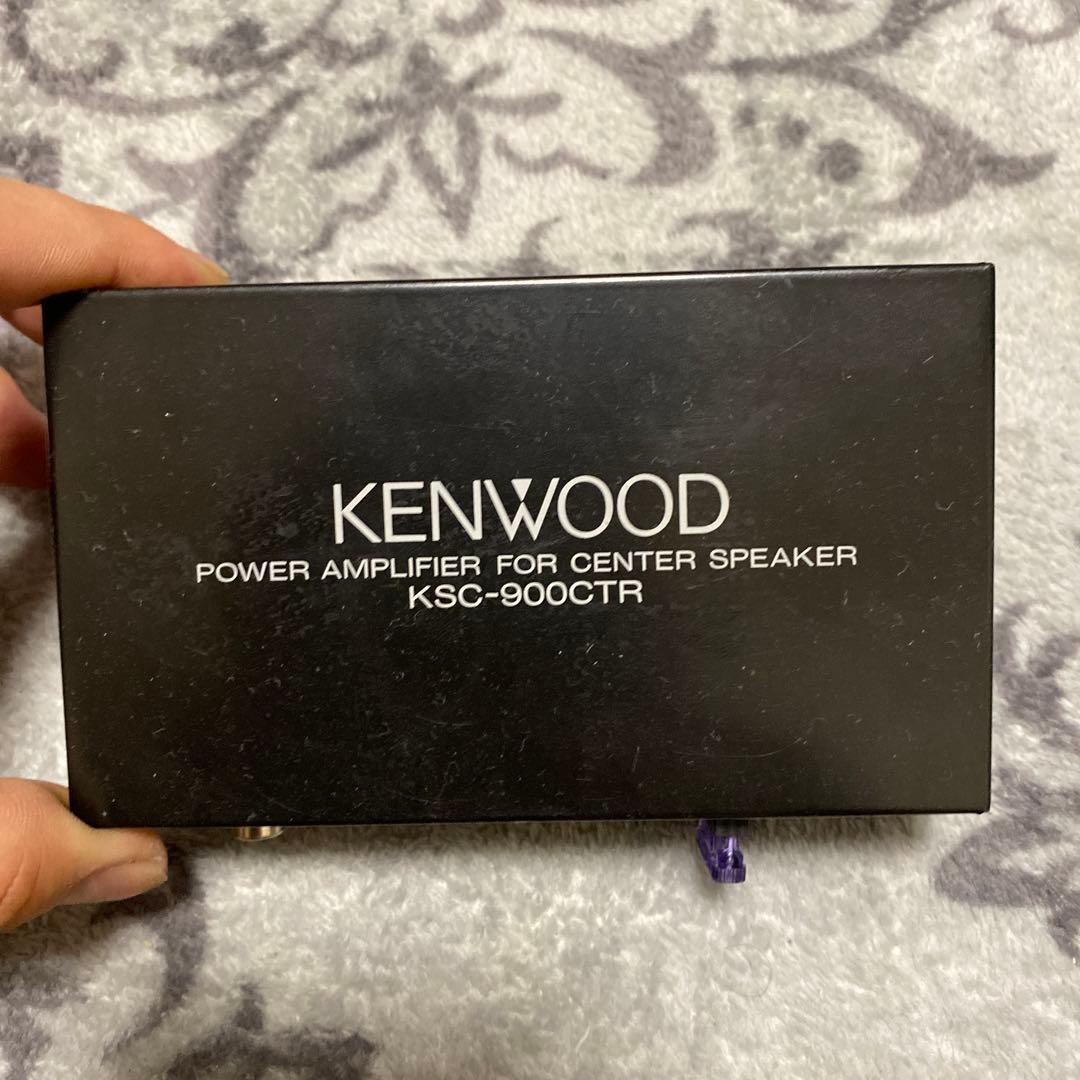 KENWOOD
POWER AMPLIFIER FOR CENTER SPEAKER
KSC-900CTR